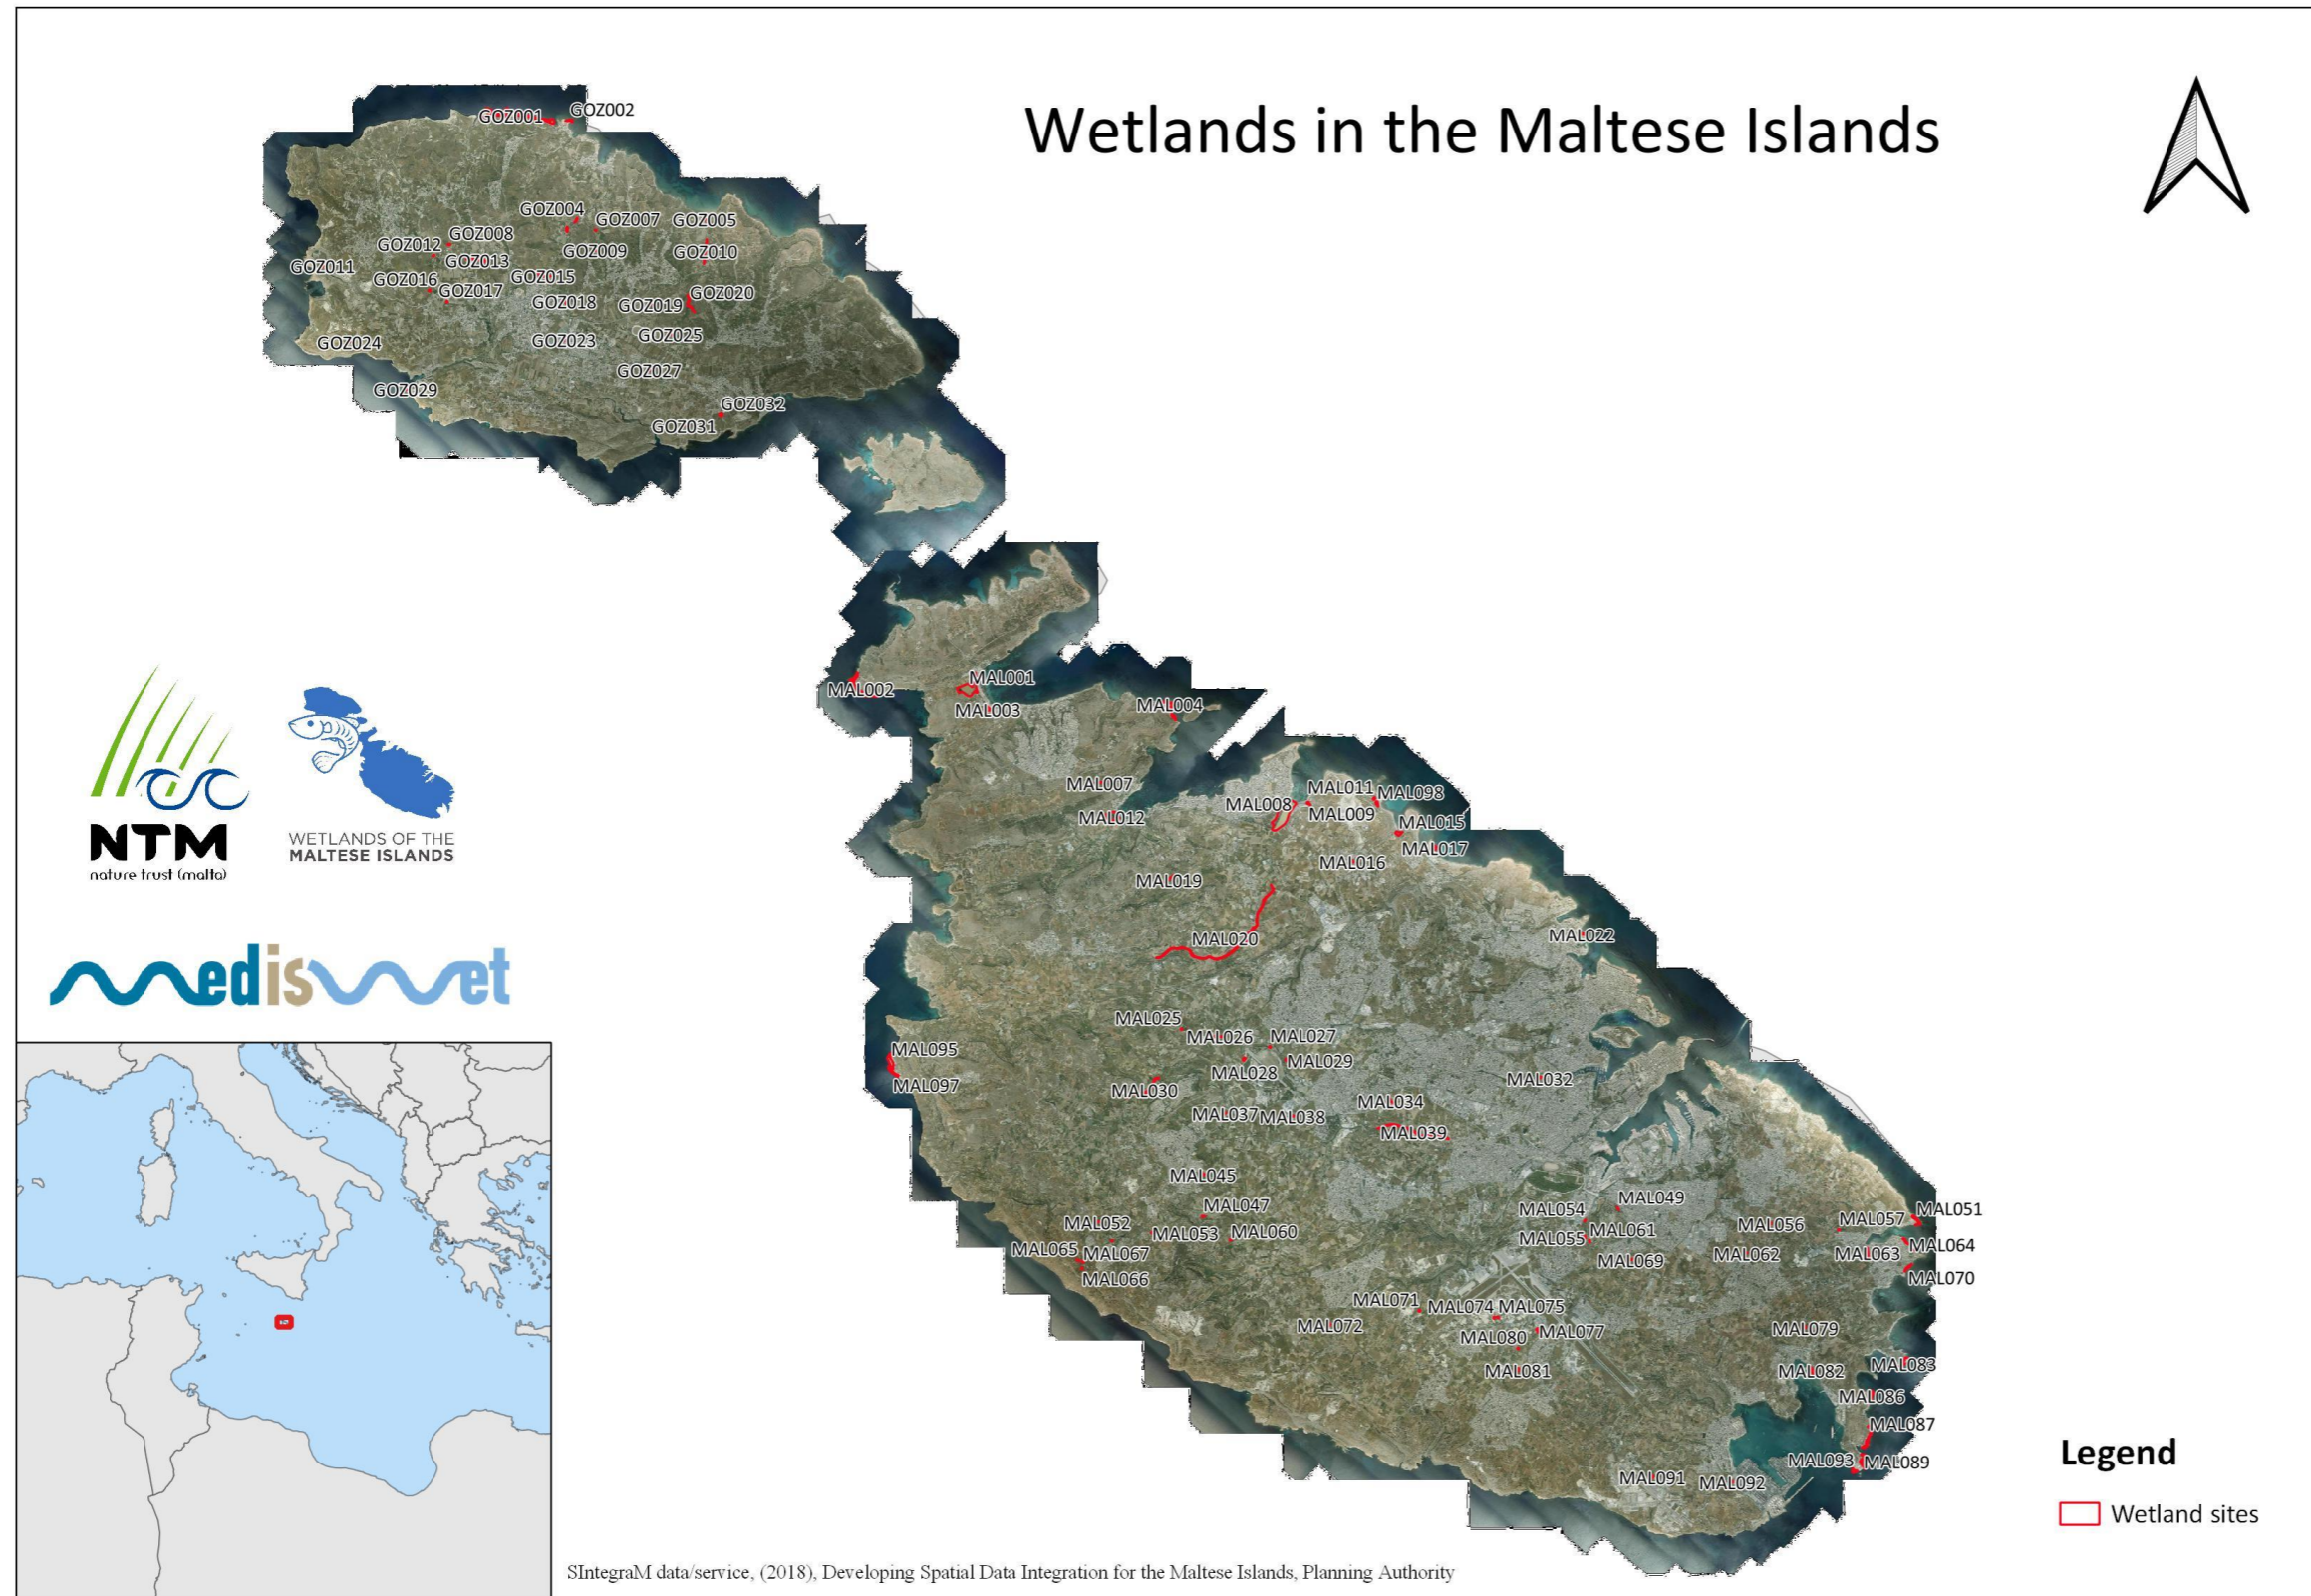 Wetlands in the Maltese Islands
GOZ001
GOZ002
GOZ004
GOZ007
GOZ005
GOZ008
GOZ012
GOZ009
GOZ010
GOZ013
GOZ011
GOZ016
GOZ015
GOZ017
GOZ018
GOZ019
GOZ020
GOZ025
GOZ023
GOZ024
GOZ027
GOZ029
GOZ032
GOZ031
MAL001
MAL002
MAL003
MAL004
MAL007
MAL011
MAL098
MAL008
MAL009
MAL012
MAL015
MAL017
MAL016
MAL019
MAL020
MAL022
MAL025
MAL026
MAL027
MAL095
MAL029
MAL028
MAL097
MAL030
MAL032
MAL034
MAL037
MAL038
MAL039
MAL045
MAL047
MAL049
MAL054
MAL051
MAL052
MAL053
MAL060
MAL055
MAL061
MAL056
MAL057
MAL065
MAL067
MAL069
MAL062
MAL063
MAL064
MAL066
MAL070
MAL071
MAL074
MAL075
MAL072
MAL080
MAL077
MAL079
MAL081
MAL082
MAL083
MAL086
MAL087
MAL093
MAL089
MAL091
MAL092
NTM
nature trust (malta)
WETLANDS OF THE
MALTESE ISLANDS
mediswet
Legend
Wetland sites
SIntegraM data/service, (2018), Developing Spatial Data Integration for the Maltese Islands, Planning Authority